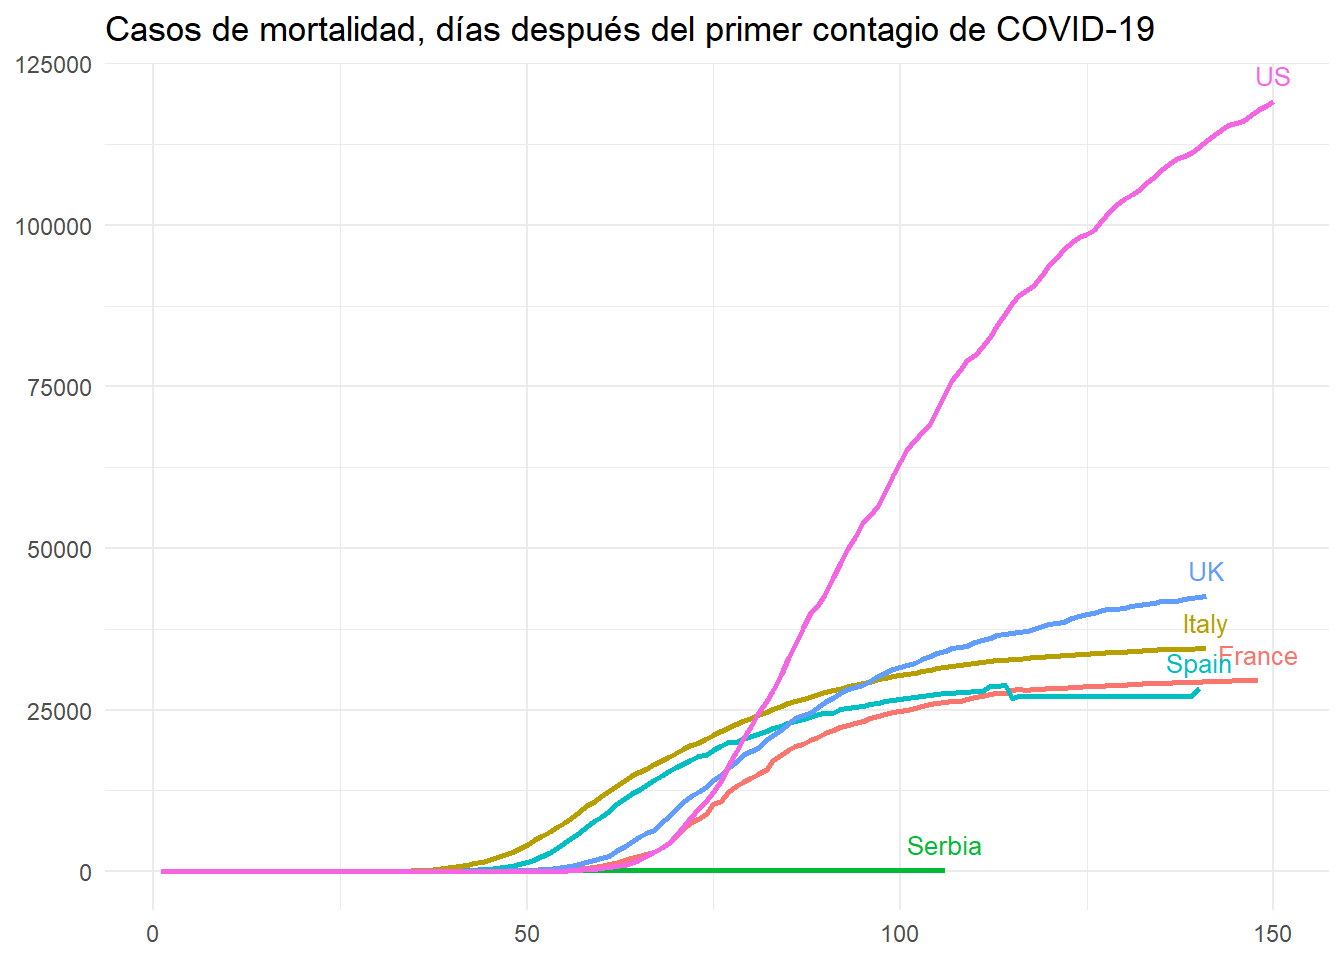 Casos de mortalidad, días después del primer contagio de COVID-19
125000
US
100000
75000
50000
UK
Italy
France
Spain
25000
Serbia
0
0 50 100 150